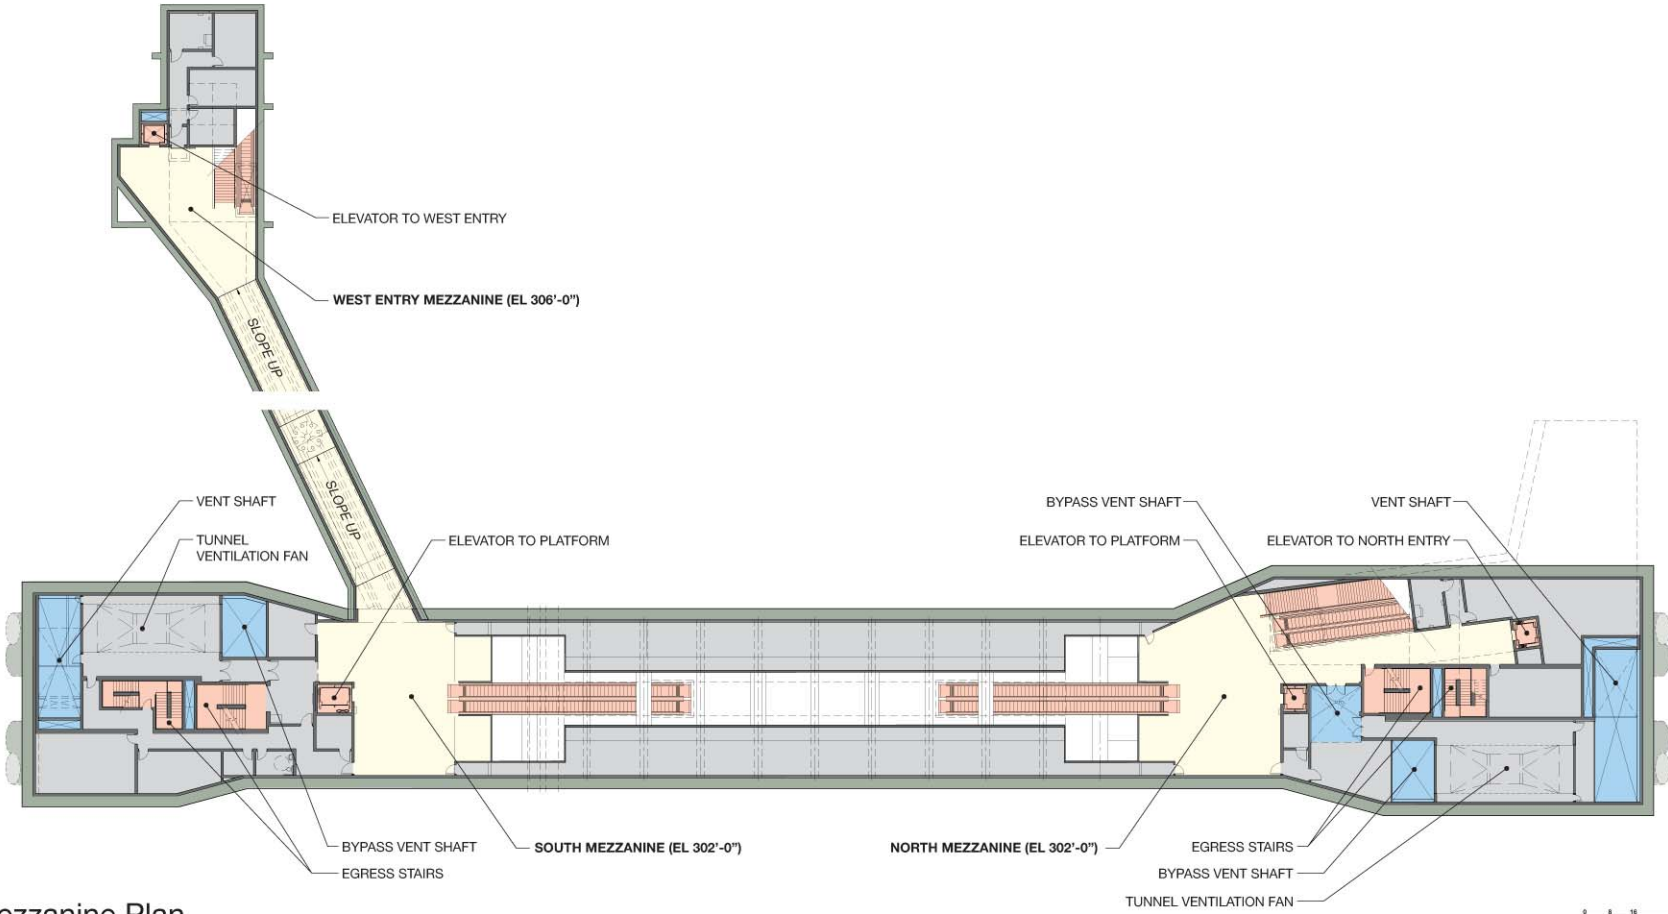 ELEVATOR TO WEST ENTRY
WEST ENTRY MEZZANINE (EL 306'-0")
SLOPE UP
SLOPE UP
VENT SHAFT
TUNNEL
VENTILATION FAN
ELEVATOR TO PLATFORM
BYPASS VENT SHAFT
ELEVATOR TO PLATFORM
VENT SHAFT
ELEVATOR TO NORTH ENTRY
BYPASS VENT SHAFT
EGRESS STAIRS
SOUTH MEZZANINE (EL 302'-0")
NORTH MEZZANINE (EL 302'-0")
EGRESS STAIRS
BYPASS VENT SHAFT
TUNNEL VENTILATION FAN
ezzanine Plan
0 8 16